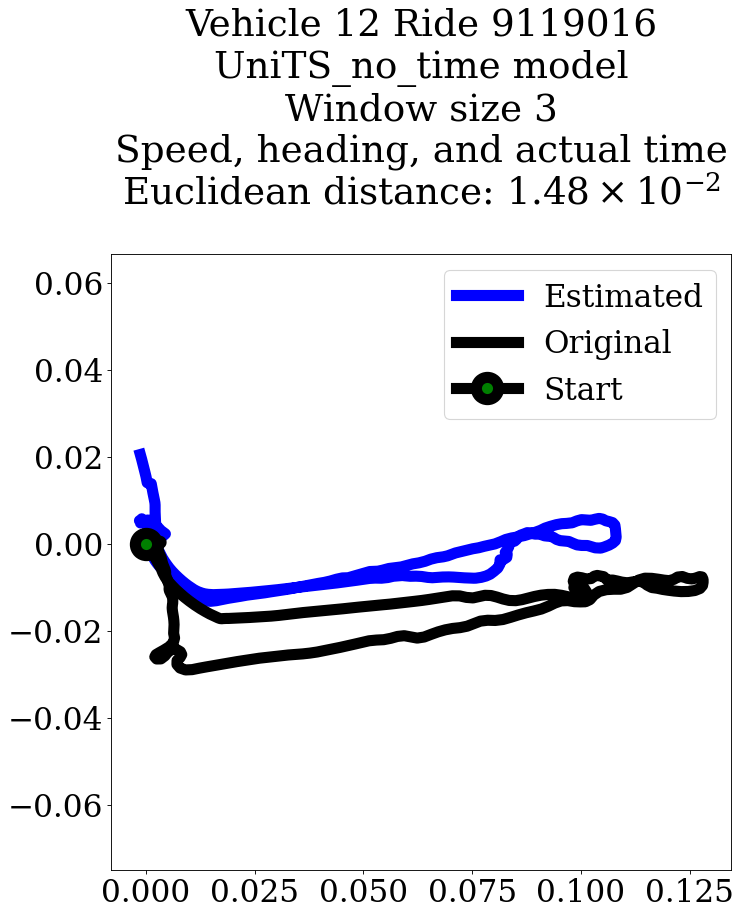 Vehicle 12 Ride 9119016
UniTS_no_time model
Window size 3
Speed, heading, and actual time
Euclidean distance: 1.48 × 10⁻²
Estimated
Original
Start
0.06
0.04
0.02
0.00
−0.02
−0.04
−0.06
0.000 0.025 0.050 0.075 0.100 0.125